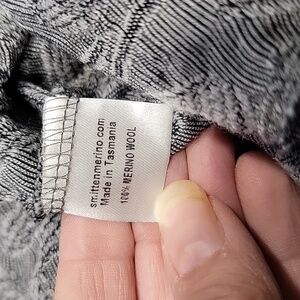 smittenmerino.com
Made in Tasmania
100% MERINO WOOL